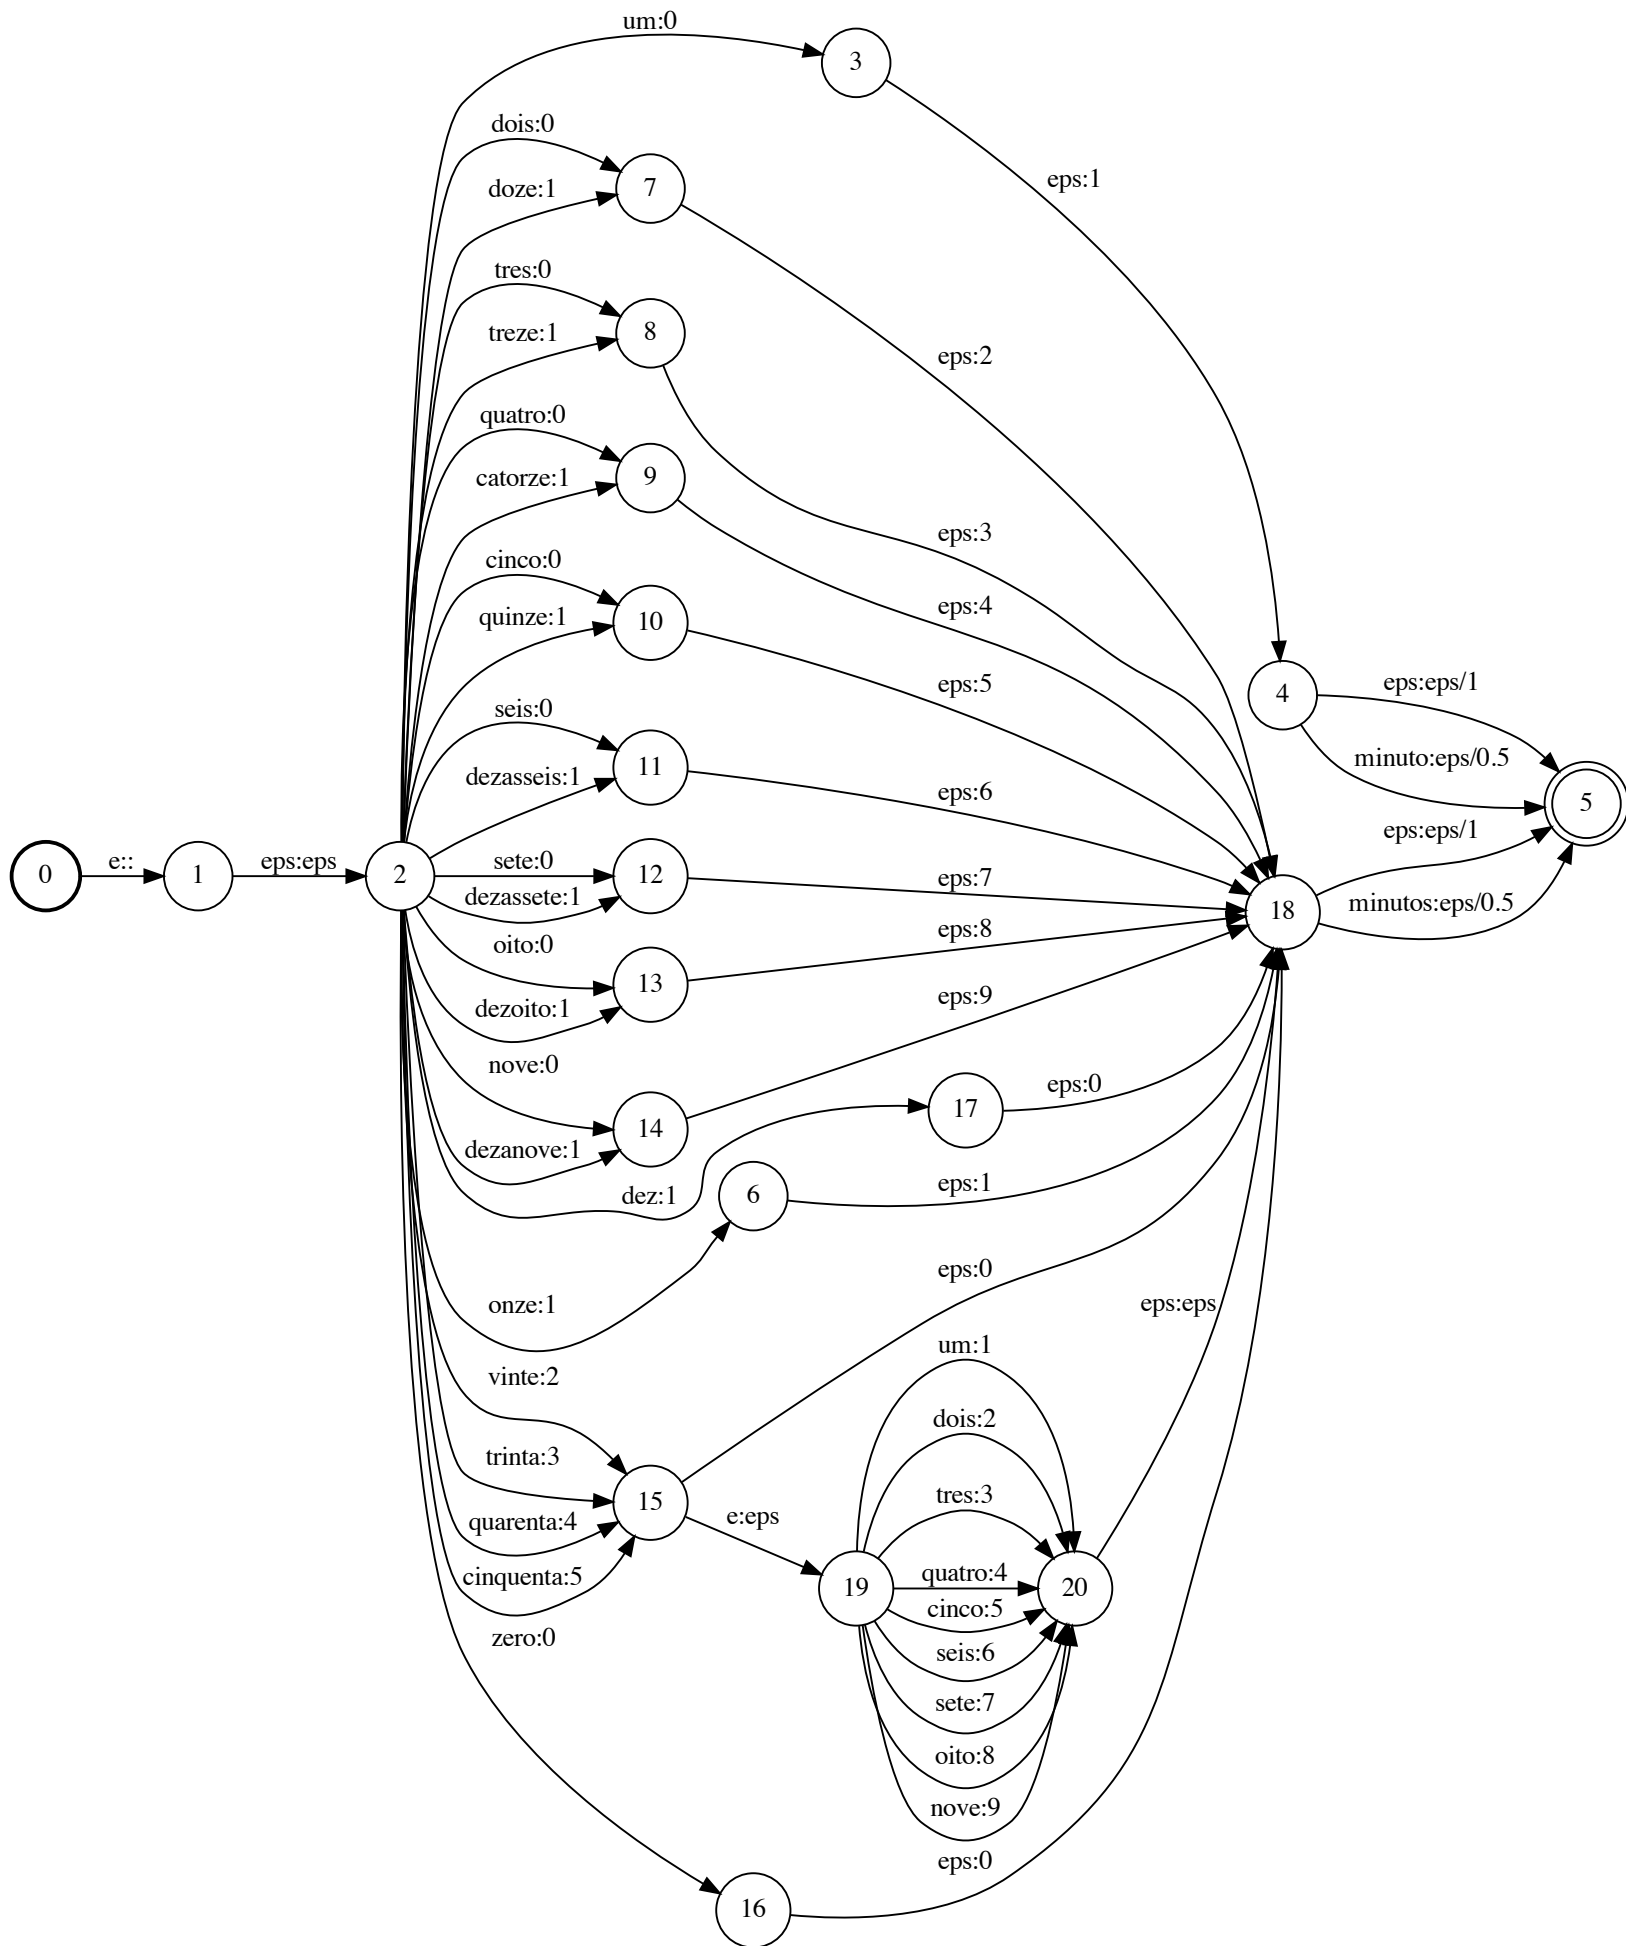 um:0
3
dois:0
eps:1
doze:1
7
tres:0
treze:1
8
eps:2
quatro:0
catorze:1
9
eps:3
cinco:0
quinze:1
10
eps:4
eps:5
seis:0
4
eps:eps/1
dezasseis:1
11
eps:6
minuto:eps/0.5
5
eps:eps/1
0
e::
1
eps:eps
2
sete:0
dezassete:1
12
eps:7
18
minutos:eps/0.5
oito:0
eps:8
dezoito:1
13
eps:9
nove:0
dezanove:1
14
17
eps:0
dez:1
6
eps:1
onze:1
eps:0
eps:eps
um:1
vinte:2
dois:2
trinta:3
15
tres:3
quarenta:4
e:eps
cinquenta:5
19
quatro:4
20
cinco:5
zero:0
seis:6
sete:7
oito:8
nove:9
eps:0
16